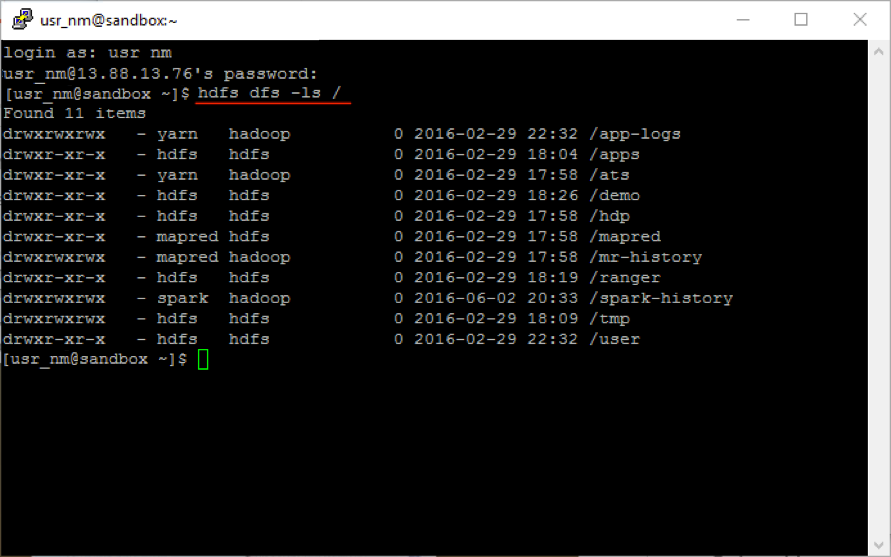 usr_nm@sandbox:~
login as: usr nm
usr_nm@13.88.13.76's password:
[usr_nm@sandbox ~]$ hdfs dfs -ls /
Found 11 items
drwxrwxrwx   - yarn   hadoop          0 2016-02-29 22:32 /app-logs
drwxr-xr-x   - hdfs   hdfs            0 2016-02-29 18:04 /apps
drwxr-xr-x   - yarn   hadoop          0 2016-02-29 17:58 /ats
drwxr-xr-x   - hdfs   hdfs            0 2016-02-29 18:26 /demo
drwxr-xr-x   - hdfs   hdfs            0 2016-02-29 17:58 /hdp
drwxr-xr-x   - mapred hdfs            0 2016-02-29 17:58 /mapred
drwxrwxrwx   - mapred hadoop          0 2016-02-29 17:58 /mr-history
drwxr-xr-x   - hdfs   hdfs            0 2016-02-29 18:19 /ranger
drwxrwxrwx   - spark  hadoop          0 2016-06-02 20:33 /spark-history
drwxrwxrwx   - hdfs   hdfs            0 2016-02-29 18:09 /tmp
drwxr-xr-x   - hdfs   hdfs            0 2016-02-29 22:32 /user
[usr_nm@sandbox ~]$